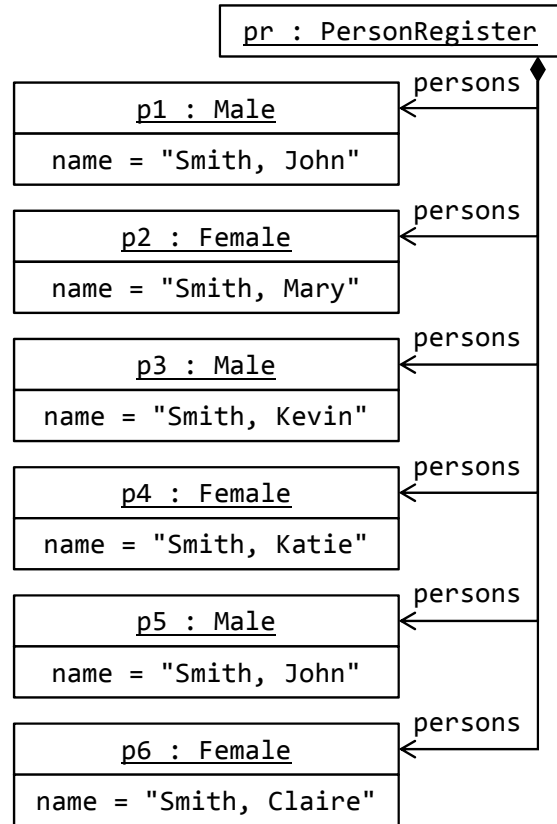 pr : PersonRegister
persons
p1 : Male
name = "Smith, John"
persons
p2 : Female
name = "Smith, Mary"
persons
p3 : Male
name = "Smith, Kevin"
persons
p4 : Female
name = "Smith, Katie"
persons
p5 : Male
name = "Smith, John"
persons
p6 : Female
name = "Smith, Claire"